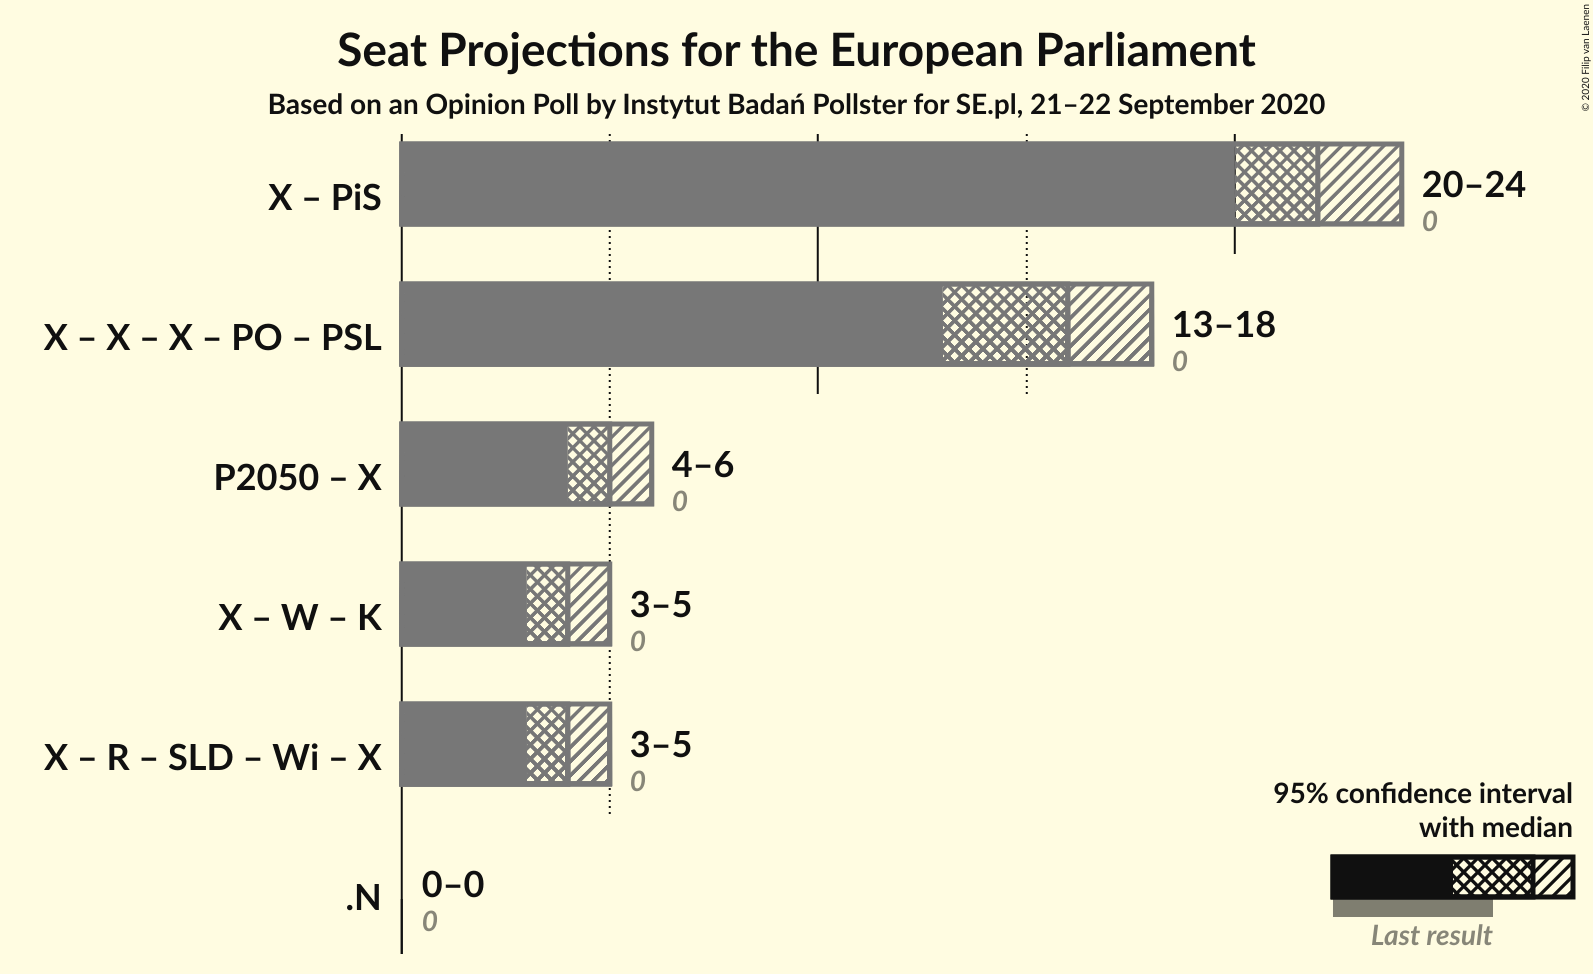 Seat Projections for the European Parliament
Based on an Opinion Poll by Instytut Badań Pollster for SE.pl, 21–22 September 2020
© 2020 Filip van Laenen
X – PiS
20–24
0
X – X – X – PO – PSL
13–18
0
P2050 – X
4–6
0
X – W – K
3–5
0
X – R – SLD – Wi – X
3–5
0
.N
0–0
0
95% confidence interval
with median
Last result